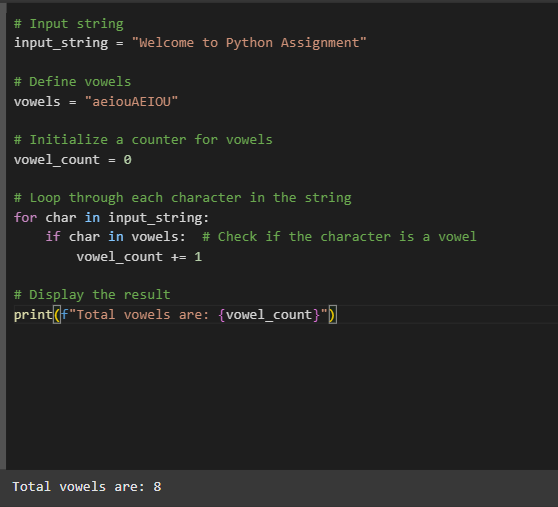 # Input string
input_string = "Welcome to Python Assignment"
# Define vowels
vowels = "aeiouAEIOU"
# Initialize a counter for vowels
vowel_count = 0
# Loop through each character in the string
for char in input_string:
    if char in vowels:  # Check if the character is a vowel
        vowel_count += 1
# Display the result
print(f"Total vowels are: {vowel_count}")
Total vowels are: 8